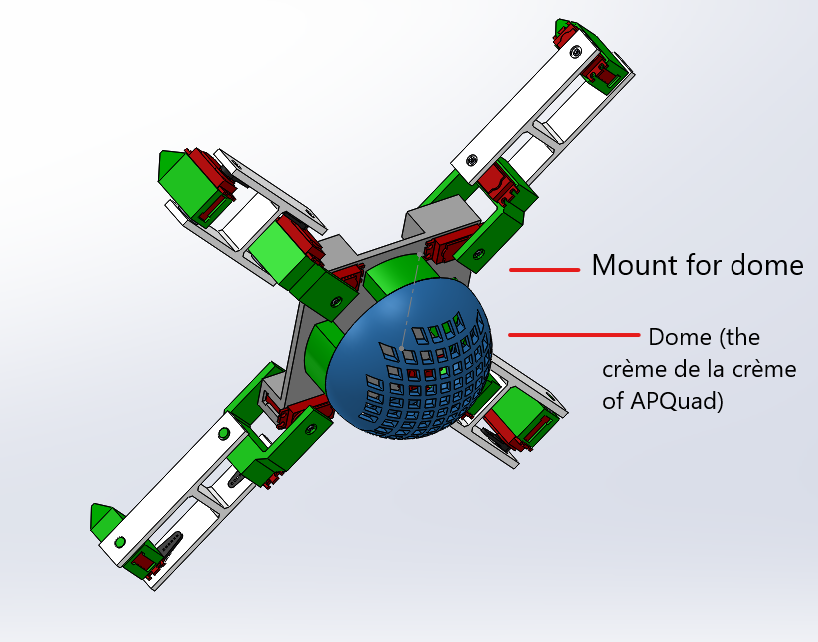 Mount for dome
Dome (the
crème de la crème
of APQuad)